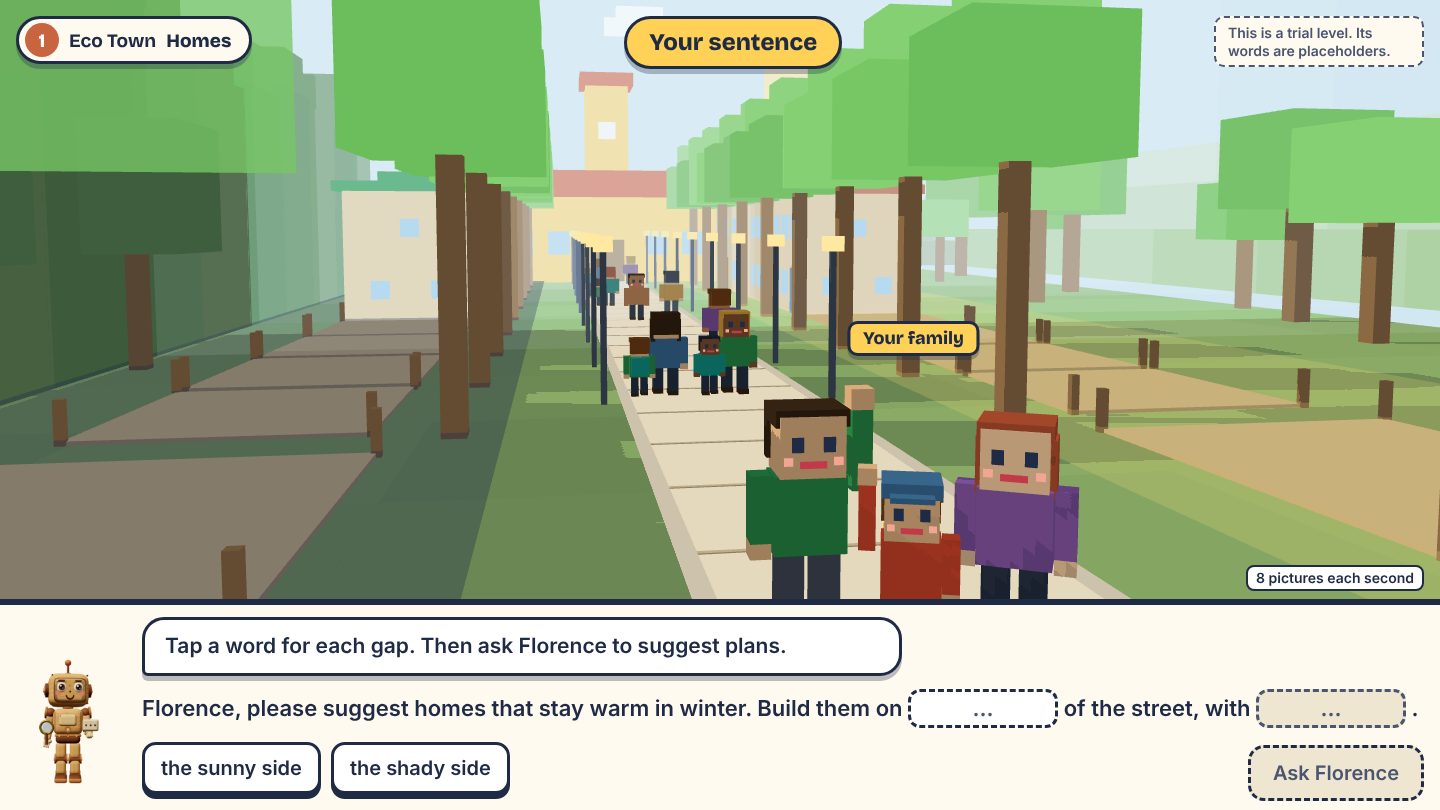 1 Eco Town Homes
Your sentence
This is a trial level. Its
words are placeholders.
Your family
8 pictures each second
Tap a word for each gap. Then ask Florence to suggest plans.
Florence, please suggest homes that stay warm in winter. Build them on ... of the street, with ... .
the sunny side
the shady side
Ask Florence